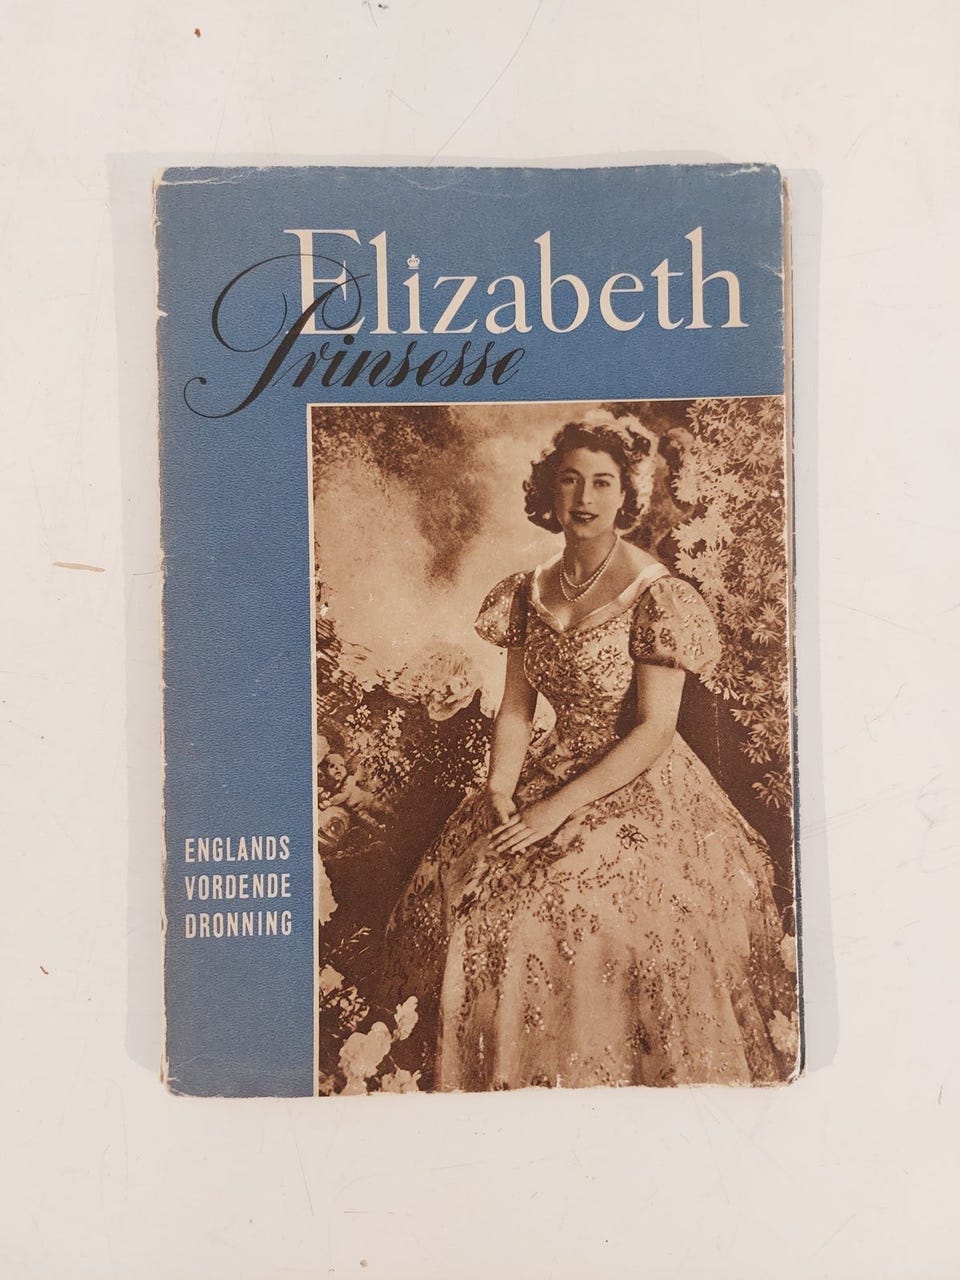 Elizabeth
Prinsesse
ENGLANDS
VORDENDE
DRONNING